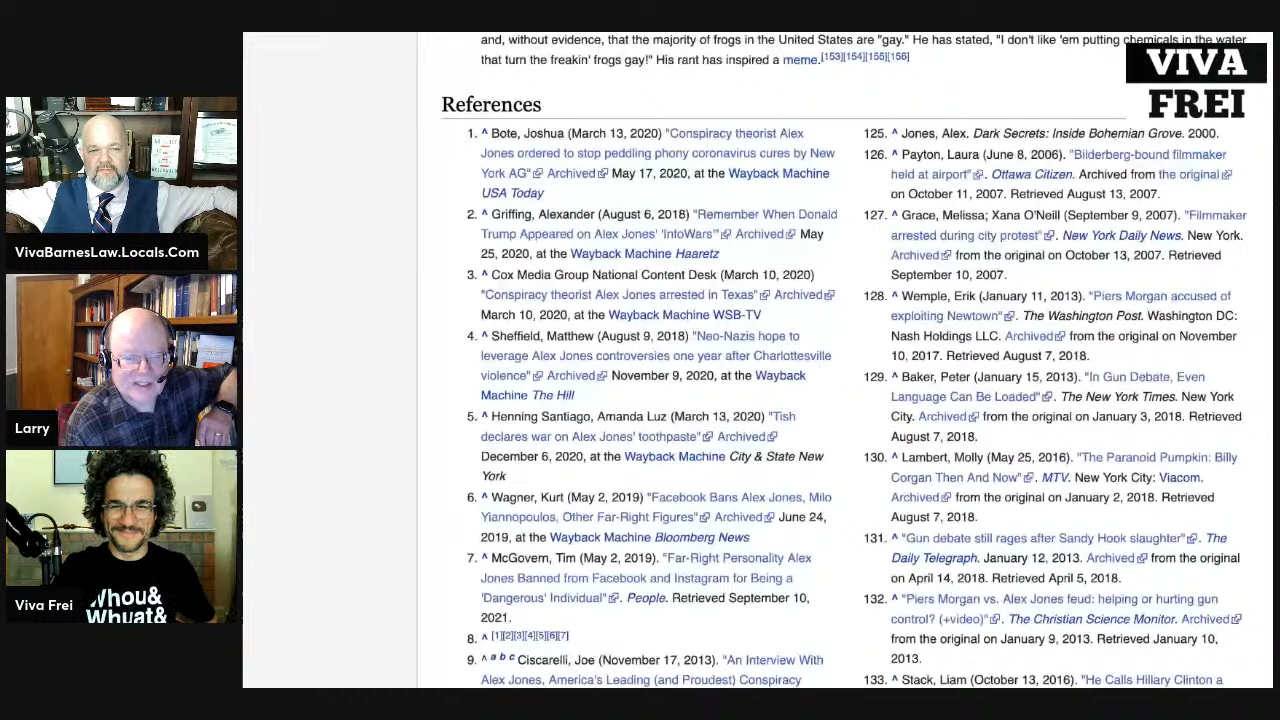 and, without evidence, that the majority of frogs in the United States are "gay." He has stated, "I don't like 'em putting chemicals in the water
that turn the freakin' frogs gay!" His rant has inspired a meme.[153][154][155][156]
VIVA
FREI
References
1. ^ Bote, Joshua (March 13, 2020) "Conspiracy theorist Alex
Jones ordered to stop peddling phony coronavirus cures by New
York AG" Archived May 17, 2020, at the Wayback Machine
USA Today
2. ^ Griffing, Alexander (August 6, 2018) "Remember When Donald
Trump Appeared on Alex Jones' 'InfoWars'" Archived May
25, 2020, at the Wayback Machine Haaretz
3. ^ Cox Media Group National Content Desk (March 10, 2020)
"Conspiracy theorist Alex Jones arrested in Texas" Archived
March 10, 2020, at the Wayback Machine WSB-TV
4. ^ Sheffield, Matthew (August 9, 2018) "Neo-Nazis hope to
leverage Alex Jones controversies one year after Charlottesville
violence" Archived November 9, 2020, at the Wayback
Machine The Hill
5. ^ Henning Santiago, Amanda Luz (March 13, 2020) "Tish
declares war on Alex Jones' toothpaste" Archived
December 6, 2020, at the Wayback Machine City & State New
York
6. ^ Wagner, Kurt (May 2, 2019) "Facebook Bans Alex Jones, Milo
Yiannopoulos, Other Far-Right Figures" Archived June 24,
2019, at the Wayback Machine Bloomberg News
7. ^ McGovern, Tim (May 2, 2019). "Far-Right Personality Alex
Jones Banned from Facebook and Instagram for Being a
'Dangerous' Individual". People. Retrieved September 10,
2021.
8. ^ [1][2][3][4][5][6][7]
9. ^ a b c Ciscarelli, Joe (November 17, 2013). "An Interview With
Alex Jones, America's Leading (and Proudest) Conspiracy
125. ^ Jones, Alex. Dark Secrets: Inside Bohemian Grove. 2000.
126. ^ Payton, Laura (June 8, 2006). "Bilderberg-bound filmmaker
held at airport". Ottawa Citizen. Archived from the original
on October 11, 2007. Retrieved August 13, 2007.
127. ^ Grace, Melissa; Xana O'Neill (September 9, 2007). "Filmmaker
arrested during city protest". New York Daily News. New York.
Archived from the original on October 13, 2007. Retrieved
September 10, 2007.
128. ^ Wemple, Erik (January 11, 2013). "Piers Morgan accused of
exploiting Newtown". The Washington Post. Washington DC:
Nash Holdings LLC. Archived from the original on November
10, 2017. Retrieved August 7, 2018.
129. ^ Baker, Peter (January 15, 2013). "In Gun Debate, Even
Language Can Be Loaded". The New York Times. New York
City. Archived from the original on January 3, 2018. Retrieved
August 7, 2018.
130. ^ Lambert, Molly (May 25, 2016). "The Paranoid Pumpkin: Billy
Corgan Then And Now". MTV. New York City: Viacom.
Archived from the original on January 2, 2018. Retrieved
August 7, 2018.
131. ^ "Gun debate still rages after Sandy Hook slaughter". The
Daily Telegraph. January 12, 2013. Archived from the original
on April 14, 2018. Retrieved April 5, 2018.
132. ^ "Piers Morgan vs. Alex Jones feud: helping or hurting gun
control? (+video)". The Christian Science Monitor. Archived
from the original on January 9, 2013. Retrieved January 10,
2013.
133. ^ Stack, Liam (October 13, 2016). "He Calls Hillary Clinton a
VivaBarnesLaw.Locals.Com
Larry
Viva Frei
Whou&
Whuat&